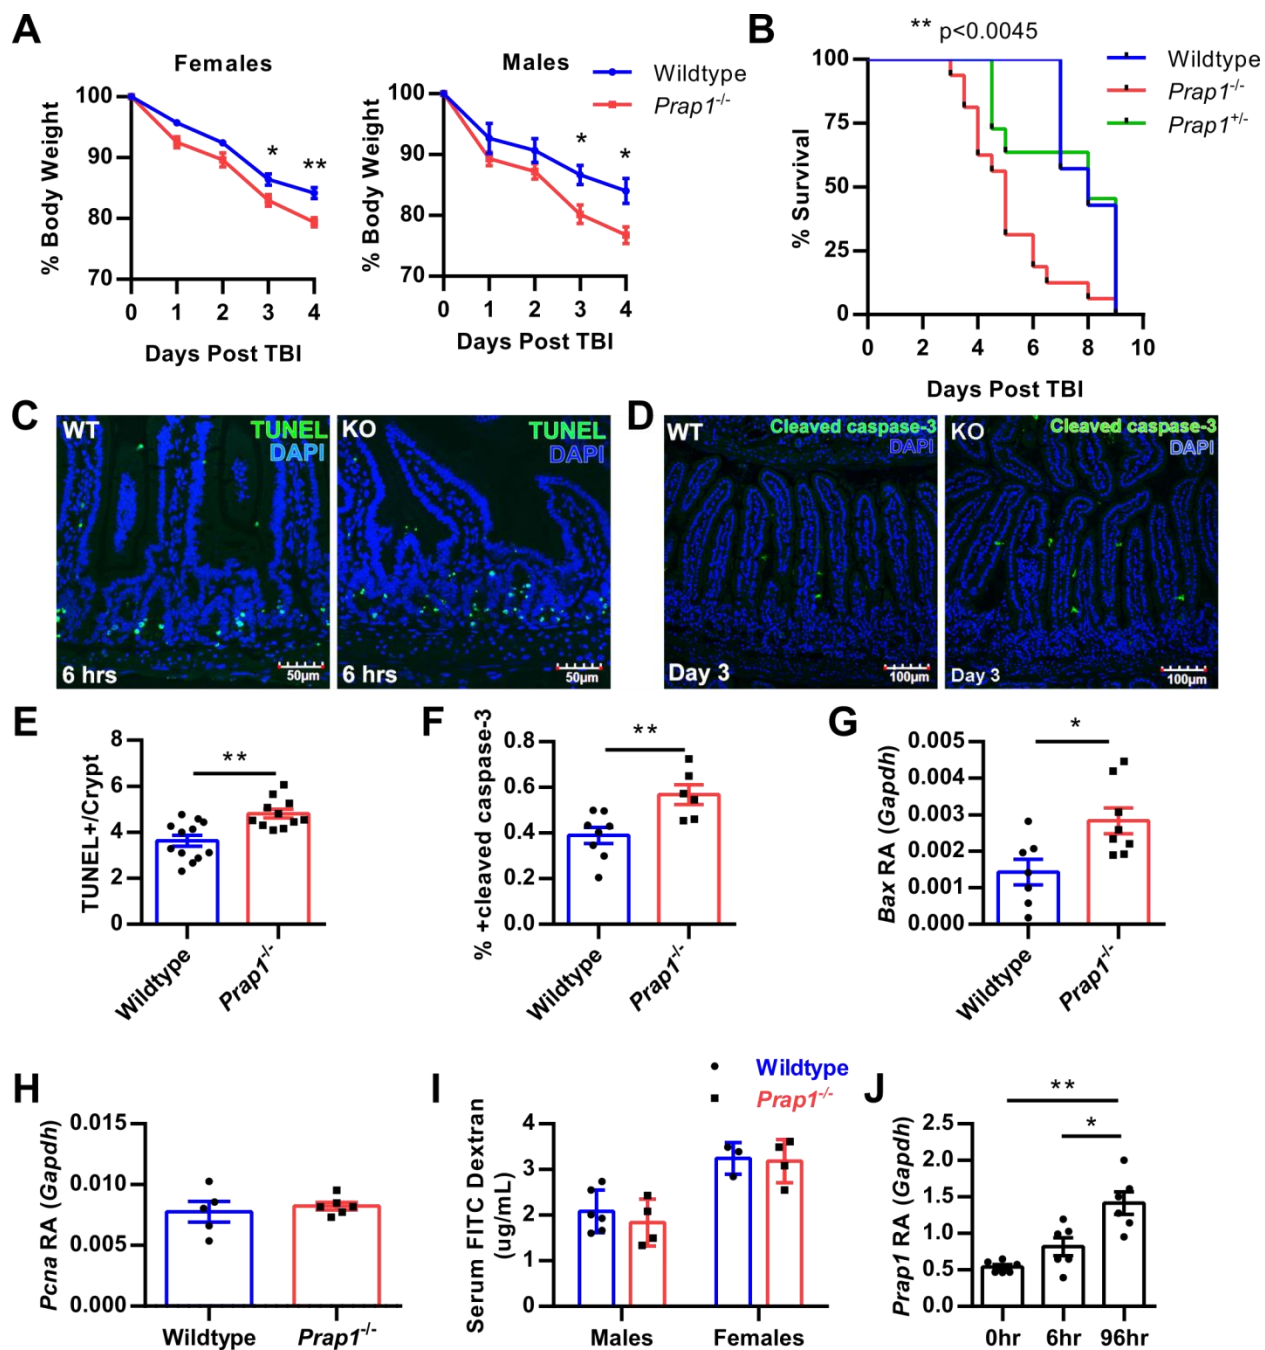 A
Females
% Body Weight
100
90
80
70
0 1 2 3 4
* **
Days Post TBI
Males
% Body Weight
100
90
80
70
0 1 2 3 4
* *
Days Post TBI
Wildtype
Prap1-/-
B
** p<0.0045
% Survival
100
75
50
25
0
0 2 4 6 8 10
Days Post TBI
Wildtype
Prap1-/-
Prap1+/-
C
WT
TUNEL
DAPI
6 hrs
50µm
KO
TUNEL
DAPI
50µm
D
WT
Cleaved caspase-3
DAPI
Day 3
100µm
KO
Cleaved caspase-3
DAPI
Day 3
100µm
E
TUNEL+/Crypt
8
6
4
2
0
**
Wildtype
Prap1-/-
F
% +cleaved caspase-3
0.8
0.6
0.4
0.2
0.0
**
Wildtype
Prap1-/-
G
Bax RA (Gapdh)
0.005
0.004
0.003
0.002
0.001
0.000
*
Wildtype
Prap1-/-
H
Pcna RA (Gapdh)
0.015
0.010
0.005
0.000
Wildtype
Prap1-/-
I
Wildtype
Prap1-/-
Serum FITC Dextran
(ug/mL)
4
3
2
1
0
Males
Females
J
Prap1 RA (Gapdh)
2.5
2.0
1.5
1.0
0.5
0.0
**
*
0hr 6hr 96hr